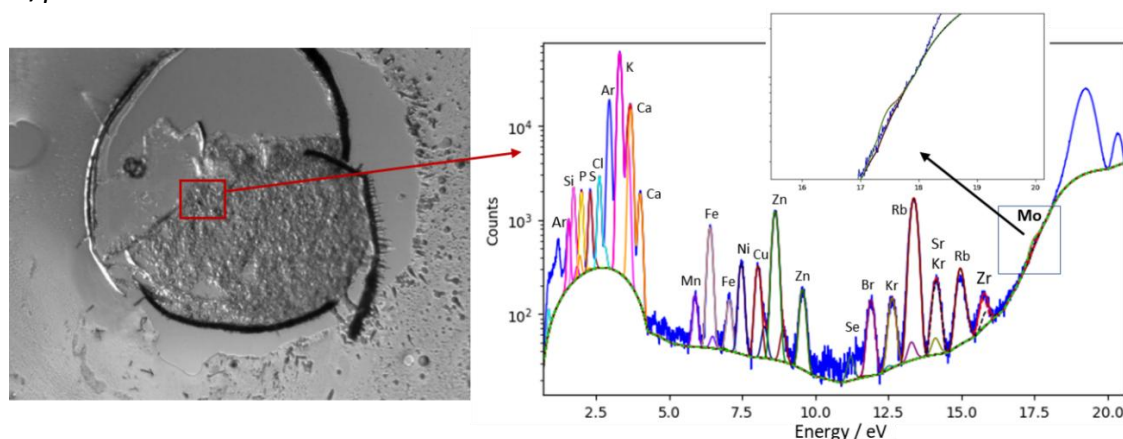 16 17 18 19 20
K
Ar
Ca
10⁴
Cl
P S
Si
Ca
Zn
Rb
Mo
10³
Fe
Ar
Counts
Ni
Cu
Sr
Kr
Rb
Zn
Mn
Fe
Br
Kr
Zr
Se
10²
2.5 5.0 7.5 10.0 12.5 15.0 17.5 20.0
Energy / eV